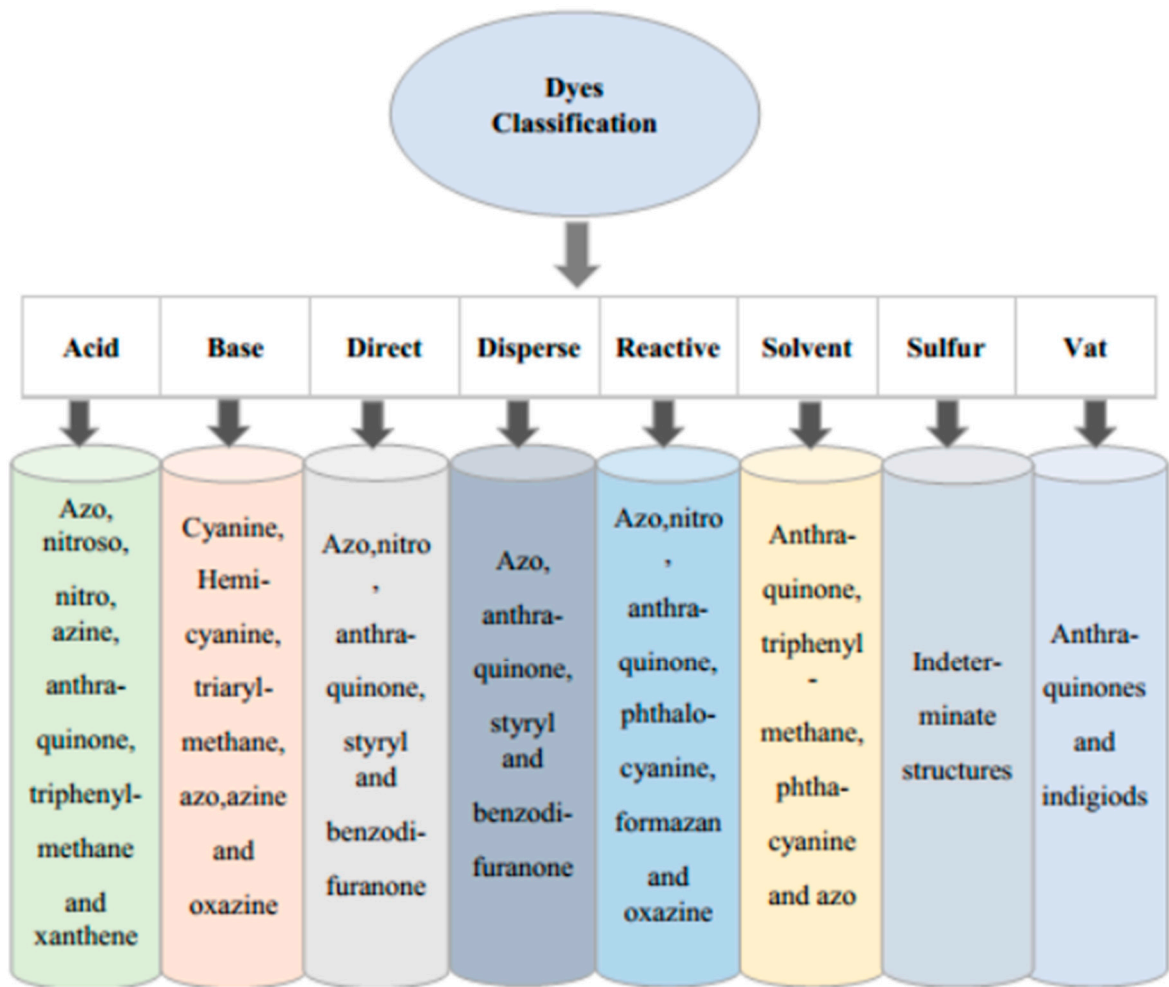 Dyes
Classification
Acid
Base
Direct
Disperse
Reactive
Solvent
Sulfur
Vat
Azo,
nitroso,
nitro,
azine,
anthra-
quinone,
triphenyl-
methane
and
xanthene
Cyanine,
Hemi-
cyanine,
triaryl-
methane,
azo,azine
and
oxazine
Azo,nitro
,
anthra-
quinone,
styryl
and
benzodi-
furanone
Azo,
anthra-
quinone,
styryl
and
benzodi-
furanone
Azo,nitro
,
anthra-
quinone,
phthalo-
cyanine,
formazan
and
oxazine
Anthra-
quinone,
triphenyl
-
methane,
phtha-
cyanine
and azo
Indeter-
minate
structures
Anthra-
quinones
and
indigiods